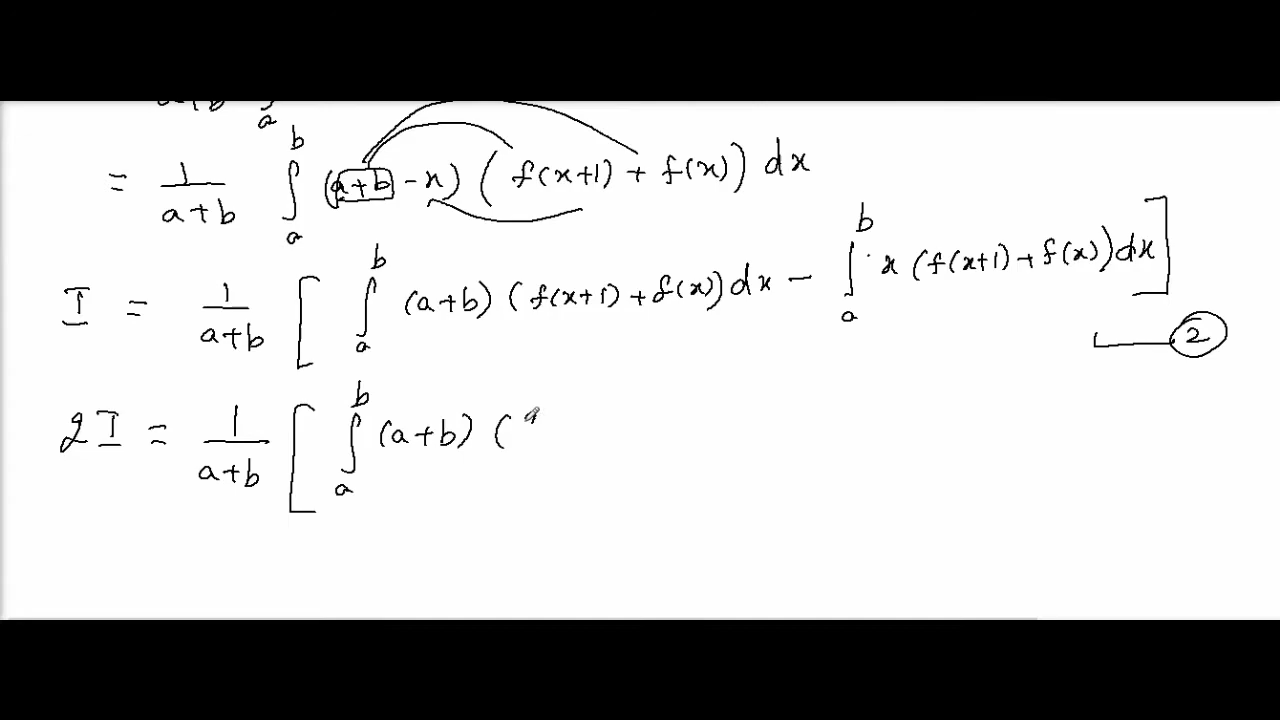 a+b ∫ a
= 1/(a+b) ∫_a^b (a+b - x) (f(x+1) + f(x)) dx
I = 1/(a+b) [ ∫_a^b (a+b) (f(x+1) + f(x)) dx - ∫_a^b x (f(x+1) + f(x)) dx ]
2
2I = 1/(a+b) [ ∫_a^b (a+b) (